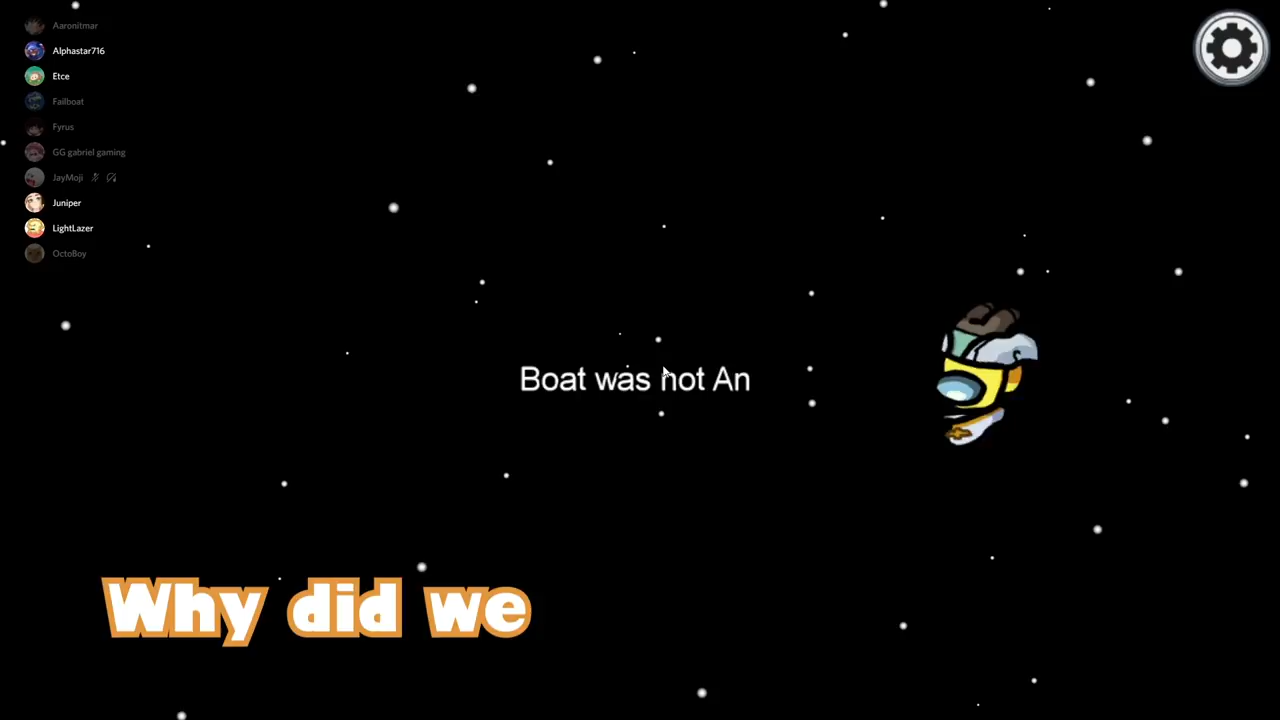 Aaronitmar
Alphastar716
Etce
Failboat
Fyrus
GG gabriel gaming
JayMoji
Juniper
LightLazer
OctoBoy
Boat was not An
Why did we